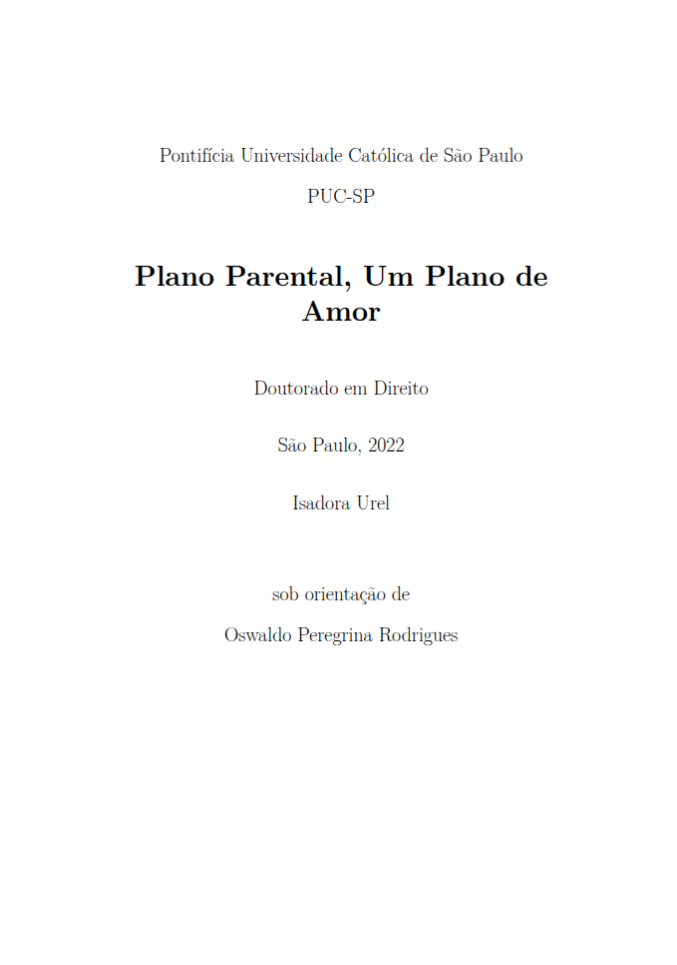 Pontifícia Universidade Católica de São Paulo
PUC-SP
Plano Parental, Um Plano de
Amor
Doutorado em Direito
São Paulo, 2022
Isadora Urel
sob orientação de
Oswaldo Peregrina Rodrigues